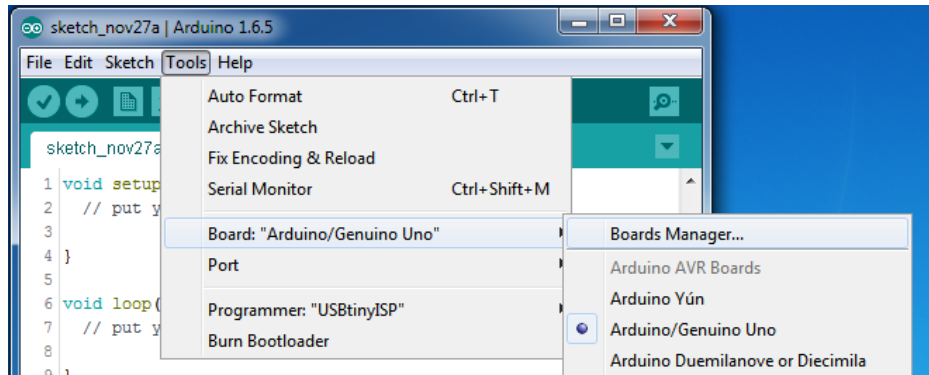 sketch_nov27a | Arduino 1.6.5
File Edit Sketch Tools Help
Auto Format Ctrl+T
Archive Sketch
sketch_nov27a
Fix Encoding & Reload
1 void setup
Serial Monitor Ctrl+Shift+M
2 // put y
3
Board: "Arduino/Genuino Uno"
Boards Manager...
4 }
Port
Arduino AVR Boards
5
6 void loop(
Programmer: "USBtinyISP"
Arduino Yún
7 // put y
Burn Bootloader
Arduino/Genuino Uno
8
Arduino Duemilanove or Diecimila
9 }